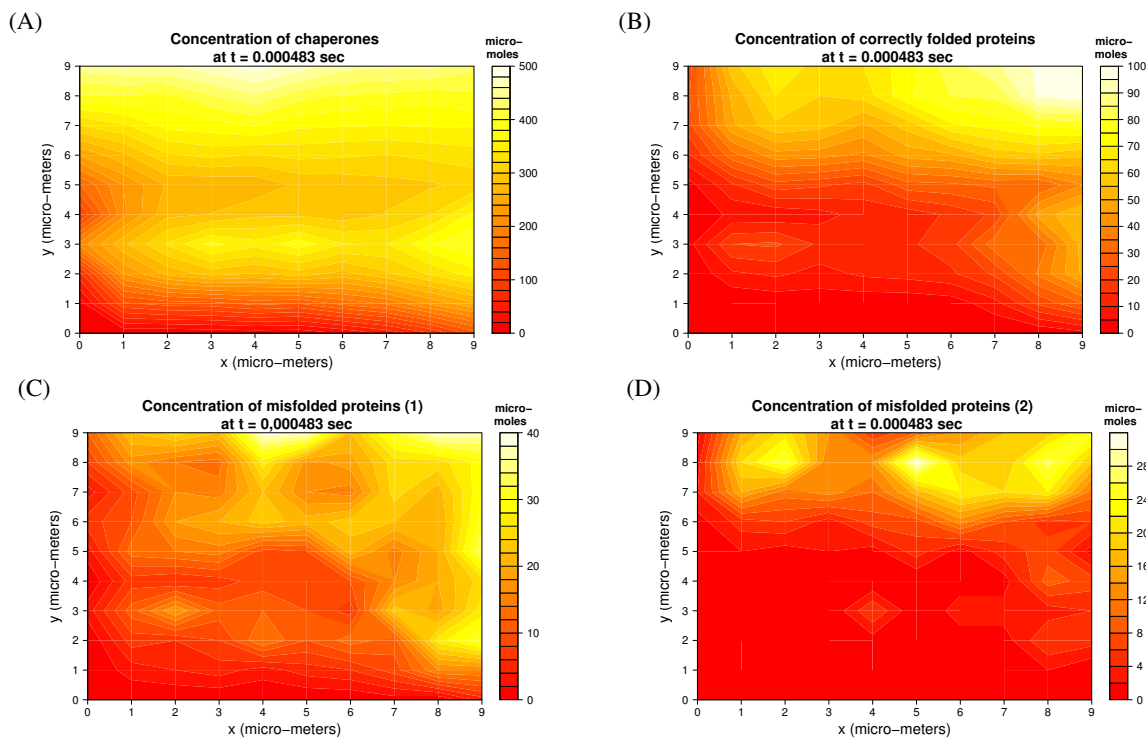 (A)
Concentration of chaperones
at t = 0.000483 sec
micro−
moles
9
8
7
6
5
4
3
2
1
0
y (micro−meters)
0 1 2 3 4 5 6 7 8 9
x (micro−meters)
500
400
300
200
100
0
(B)
Concentration of correctly folded proteins
at t = 0.000483 sec
micro−
moles
9
8
7
6
5
4
3
2
1
0
y (micro−meters)
0 1 2 3 4 5 6 7 8 9
x (micro−meters)
100
90
80
70
60
50
40
30
20
10
0
(C)
Concentration of misfolded proteins (1)
at t = 0,000483 sec
micro−
moles
9
8
7
6
5
4
3
2
1
0
y (micro−meters)
0 1 2 3 4 5 6 7 8 9
x (micro−meters)
40
30
20
10
0
(D)
Concentration of misfolded proteins (2)
at t = 0.000483 sec
micro−
moles
9
8
7
6
5
4
3
2
1
0
y (micro−meters)
0 1 2 3 4 5 6 7 8 9
x (micro−meters)
28
24
20
16
12
8
4
0